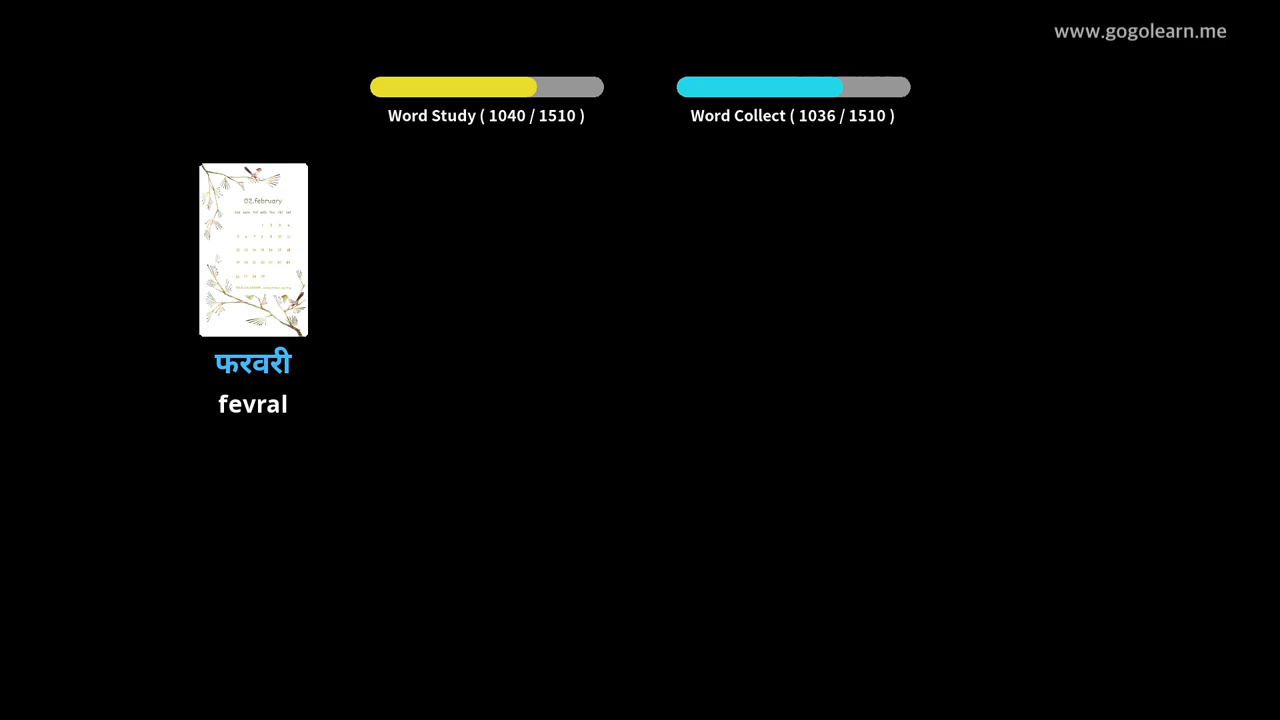 www.gogolearn.me
Word Study ( 1040 / 1510 )
Word Collect ( 1036 / 1510 )
02.february
फरवरी
fevral